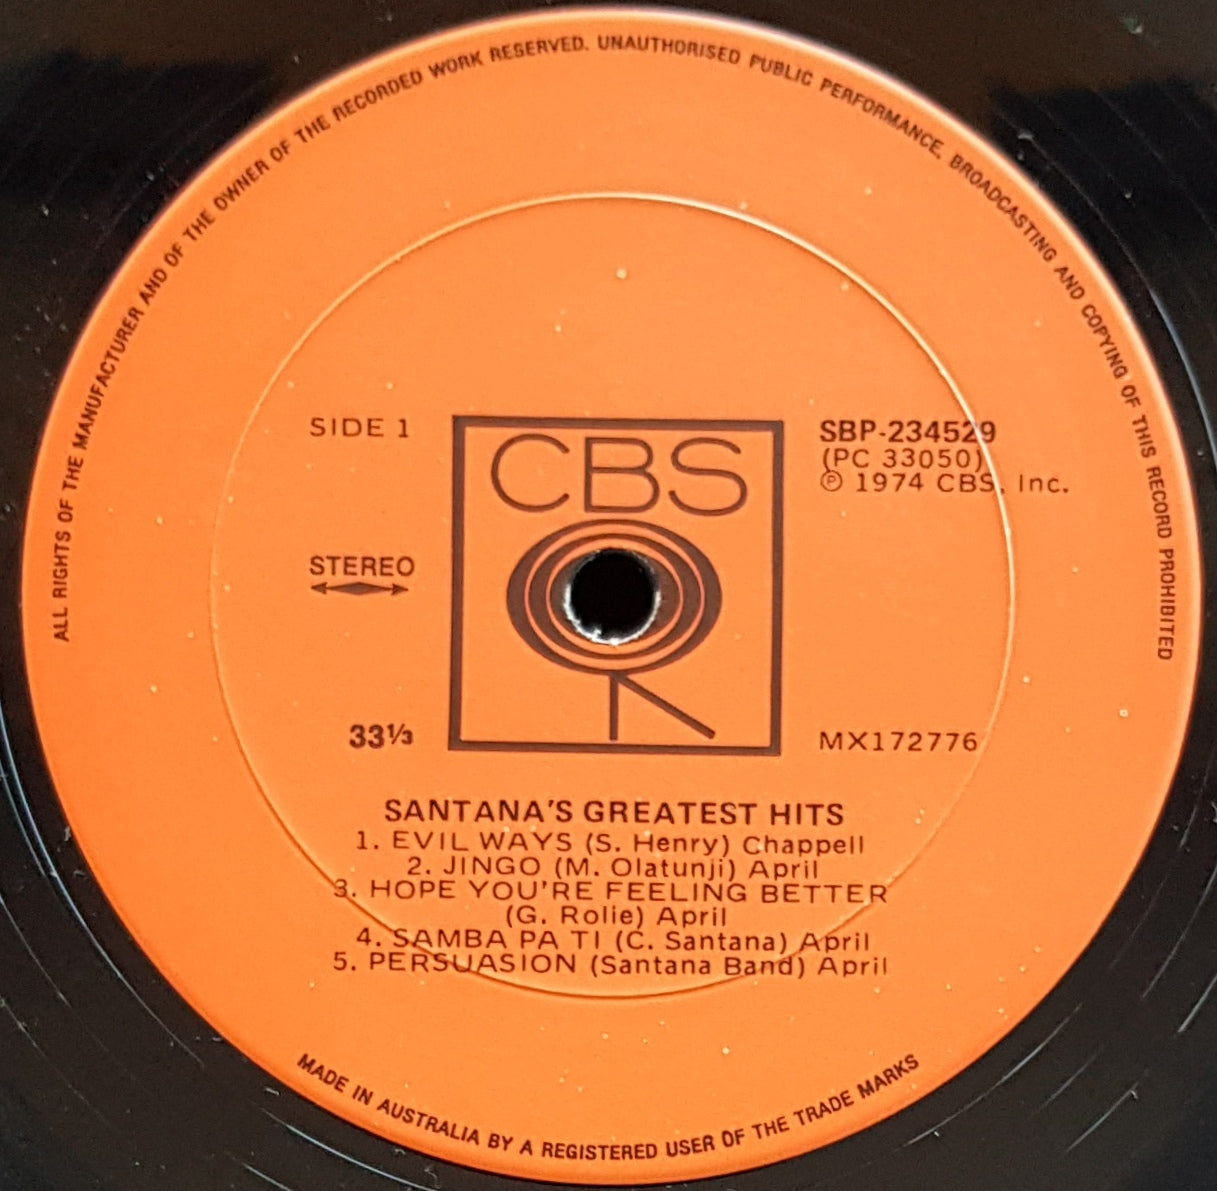 ALL RIGHTS OF THE MANUFACTURER AND OF THE OWNER OF THE RECORDED WORK RESERVED. UNAUTHORISED PUBLIC PERFORMANCE, BROADCASTING AND COPYING OF THIS RECORD PROHIBITED
SIDE 1
CBS
SBP-234529
(PC 33050)
℗ 1974 CBS, Inc.
STEREO
33⅓
MX172776
SANTANA'S GREATEST HITS
1. EVIL WAYS (S. Henry) Chappell
2. JINGO (M. Olatunji) April
3. HOPE YOU'RE FEELING BETTER
(G. Rolie) April
4. SAMBA PA TI (C. Santana) April
5. PERSUASION (Santana Band) April
MADE IN AUSTRALIA BY A REGISTERED USER OF THE TRADE MARKS